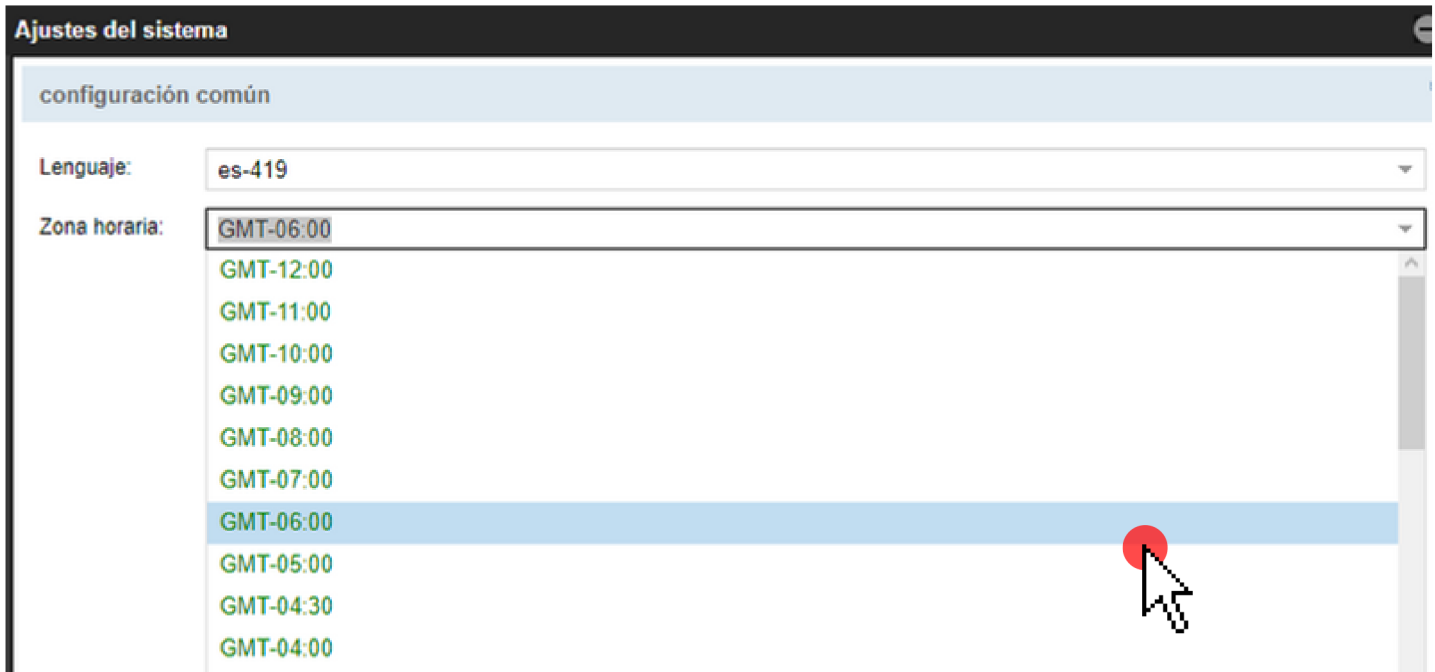 Ajustes del sistema
configuración común
Lenguaje: es-419
Zona horaria: GMT-06:00
GMT-12:00
GMT-11:00
GMT-10:00
GMT-09:00
GMT-08:00
GMT-07:00
GMT-06:00
GMT-05:00
GMT-04:30
GMT-04:00